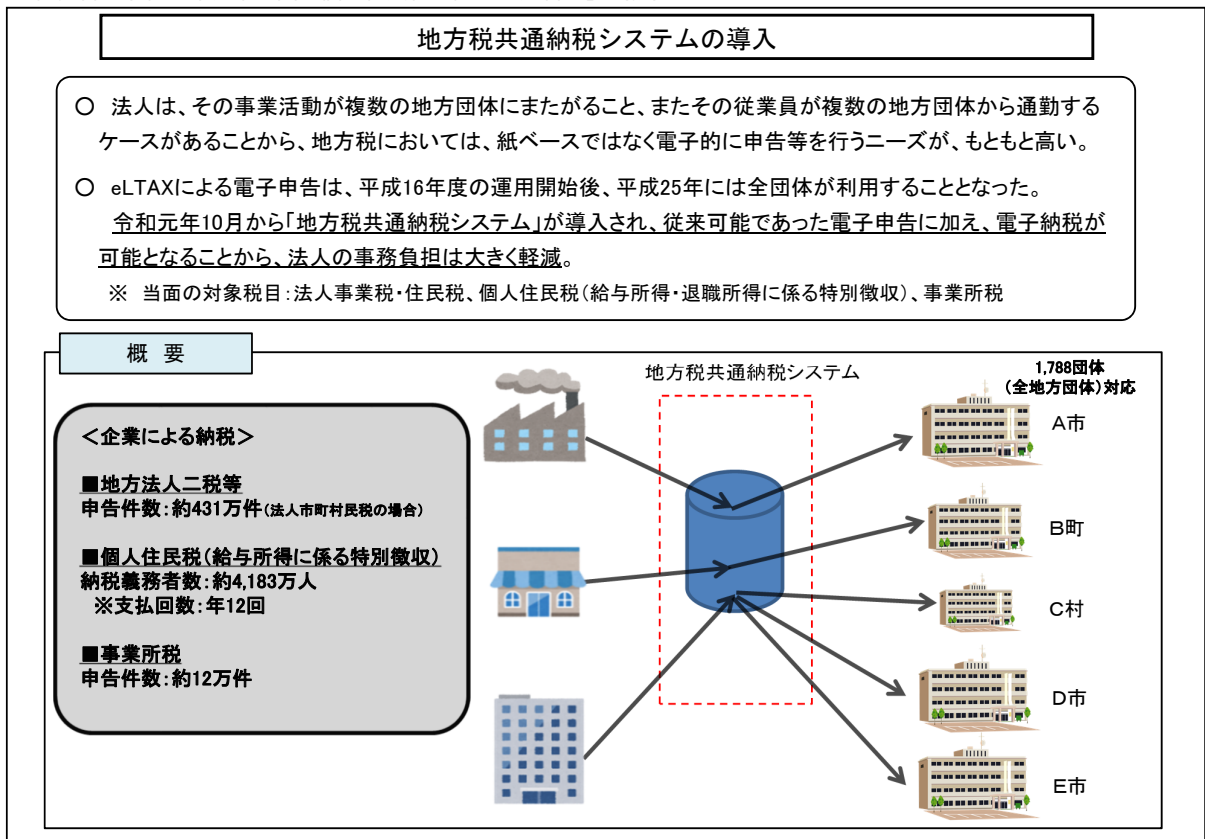 地方税共通納税システムの導入
○ 法人は、その事業活動が複数の地方団体にまたがること、またその従業員が複数の地方団体から通勤する
ケースがあることから、地方税においては、紙ベースではなく電子的に申告等を行うニーズが、もともと高い。
○ eLTAXによる電子申告は、平成16年度の運用開始後、平成25年には全団体が利用することとなった。
令和元年10月から「地方税共通納税システム」が導入され、従来可能であった電子申告に加え、電子納税が
可能となることから、法人の事務負担は大きく軽減。
※ 当面の対象税目：法人事業税・住民税、個人住民税（給与所得・退職所得に係る特別徴収）、事業所税
概 要
＜企業による納税＞
■地方法人二税等
申告件数：約431万件（法人市町村民税の場合）
■個人住民税（給与所得に係る特別徴収）
納税義務者数：約4,183万人
※支払回数：年12回
■事業所税
申告件数：約12万件
地方税共通納税システム
1,788団体
（全地方団体）対応
A市
B町
C村
D市
E市